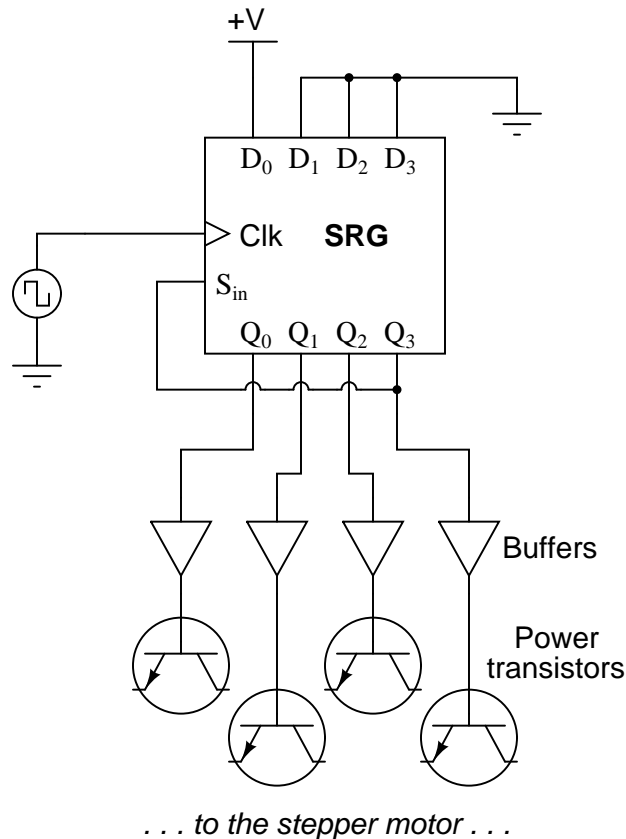 +V
D0 D1 D2 D3
Clk SRG
Sin
Q0 Q1 Q2 Q3
Buffers
Power
transistors
. . . to the stepper motor . . .